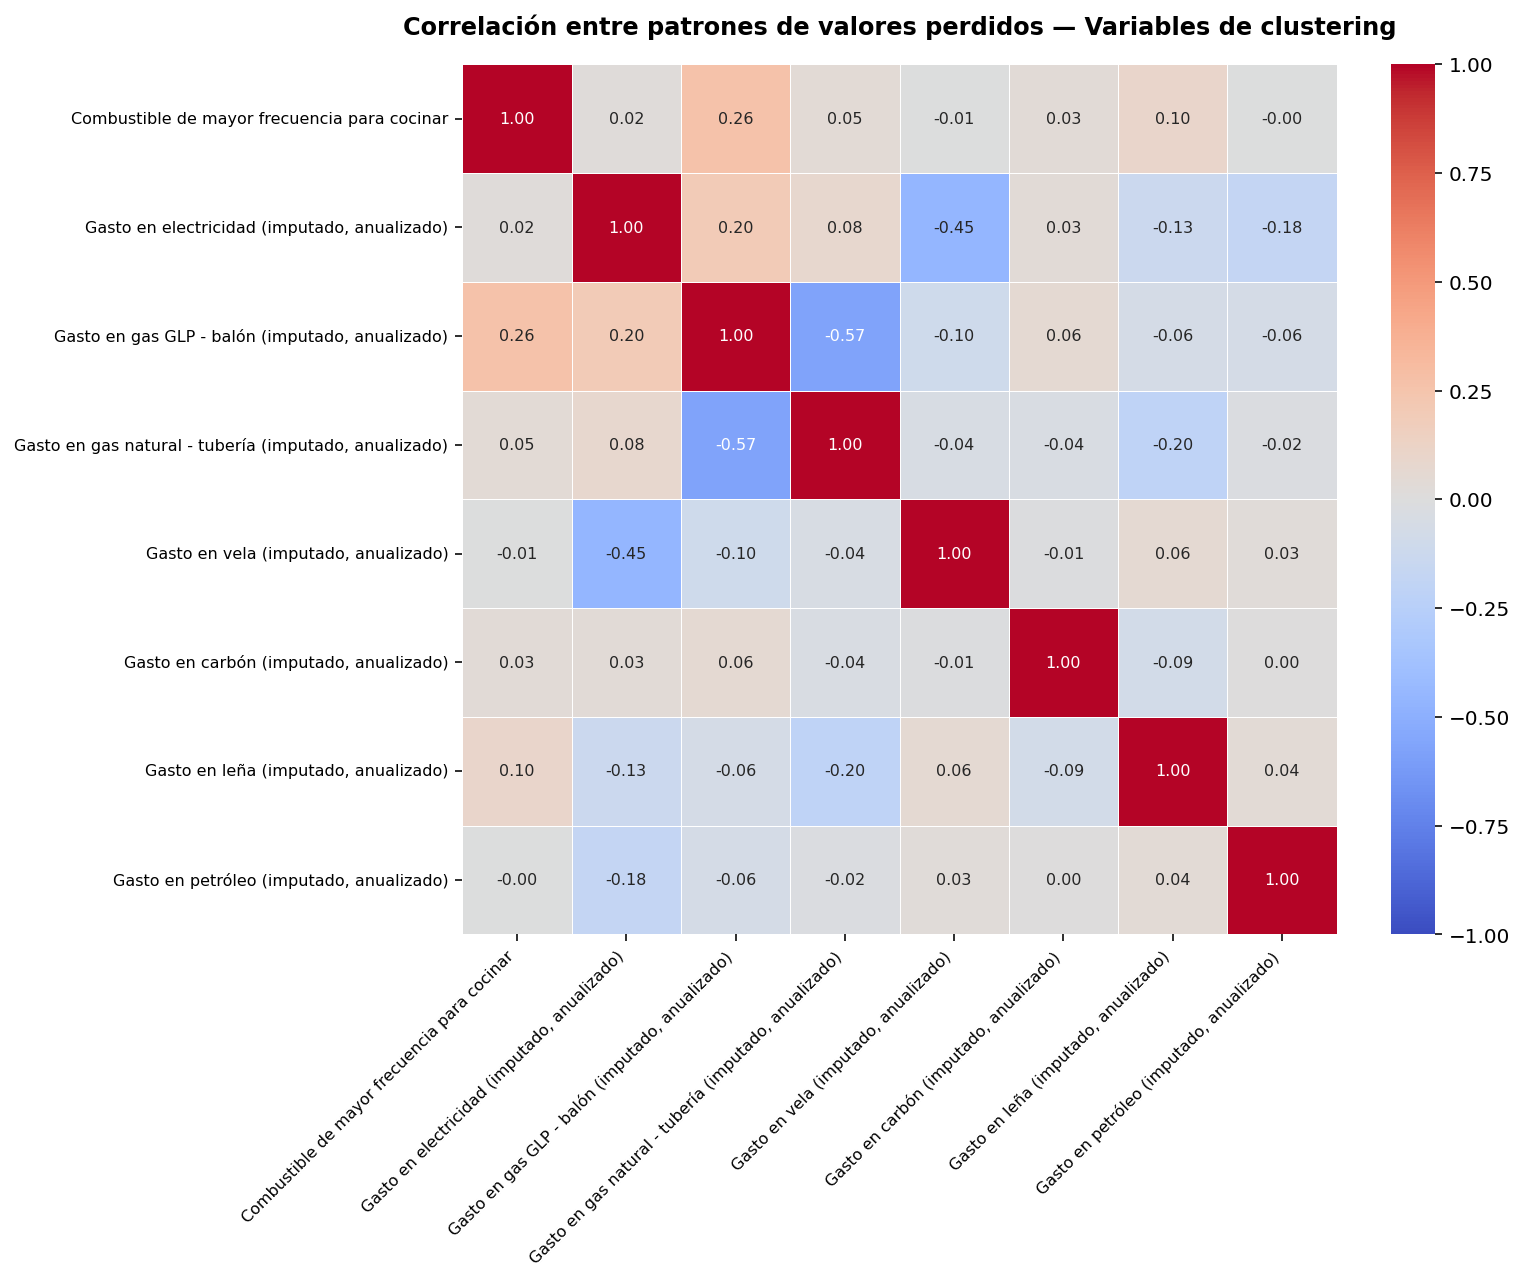 Correlación entre patrones de valores perdidos — Variables de clustering
Combustible de mayor frecuencia para cocinar 1.00 0.02 0.26 0.05 -0.01 0.03 0.10 -0.00
Gasto en electricidad (imputado, anualizado) 0.02 1.00 0.20 0.08 -0.45 0.03 -0.13 -0.18
Gasto en gas GLP - balón (imputado, anualizado) 0.26 0.20 1.00 -0.57 -0.10 0.06 -0.06 -0.06
Gasto en gas natural - tubería (imputado, anualizado) 0.05 0.08 -0.57 1.00 -0.04 -0.04 -0.20 -0.02
Gasto en vela (imputado, anualizado) -0.01 -0.45 -0.10 -0.04 1.00 -0.01 0.06 0.03
Gasto en carbón (imputado, anualizado) 0.03 0.03 0.06 -0.04 -0.01 1.00 -0.09 0.00
Gasto en leña (imputado, anualizado) 0.10 -0.13 -0.06 -0.20 0.06 -0.09 1.00 0.04
Gasto en petróleo (imputado, anualizado) -0.00 -0.18 -0.06 -0.02 0.03 0.00 0.04 1.00
Combustible de mayor frecuencia para cocinar
Gasto en electricidad (imputado, anualizado)
Gasto en gas GLP - balón (imputado, anualizado)
Gasto en gas natural - tubería (imputado, anualizado)
Gasto en vela (imputado, anualizado)
Gasto en carbón (imputado, anualizado)
Gasto en leña (imputado, anualizado)
Gasto en petróleo (imputado, anualizado)
1.00
0.75
0.50
0.25
0.00
−0.25
−0.50
−0.75
−1.00